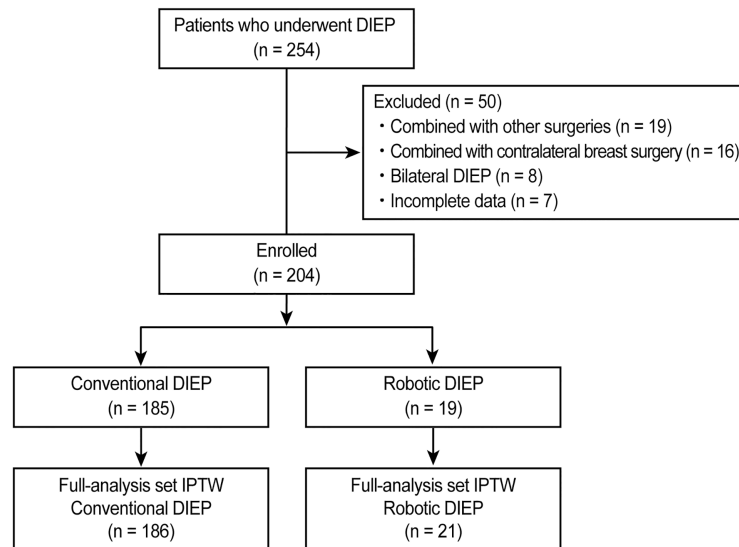 Patients who underwent DIEP
(n = 254)
Excluded (n = 50)
・Combined with other surgeries (n = 19)
・Combined with contralateral breast surgery (n = 16)
・Bilateral DIEP (n = 8)
・Incomplete data (n = 7)
Enrolled
(n = 204)
Conventional DIEP
(n = 185)
Robotic DIEP
(n = 19)
Full-analysis set IPTW
Conventional DIEP
(n = 186)
Full-analysis set IPTW
Robotic DIEP
(n = 21)